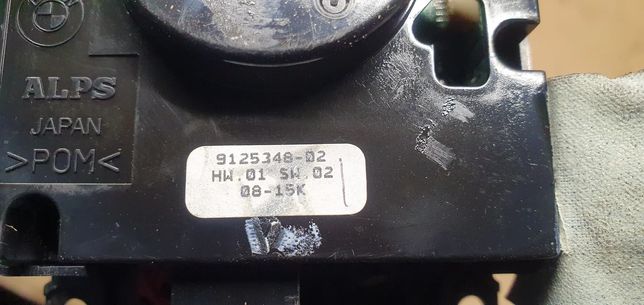 ALPS
JAPAN
>POM<
9125348-02
HW.01 SW.02
08-15K